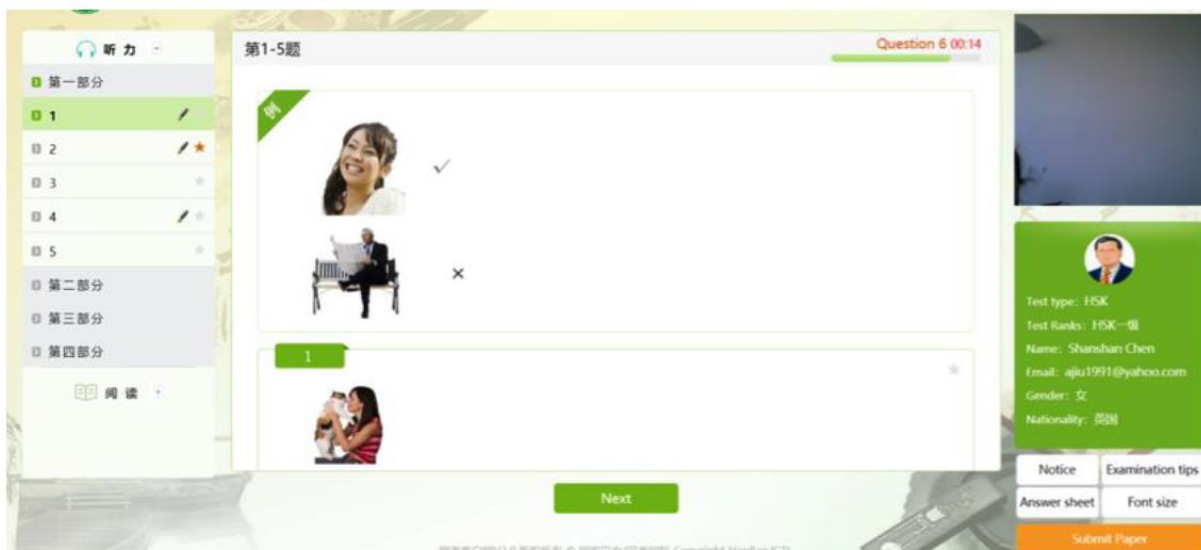 听力
第一部分
1
2
3
4
5
第二部分
第三部分
第四部分
阅读
第1-5题
Question 6 00:14
例
✓
×
1
Next
Test type: HSK
Test Ranks: HSK一级
Name: Shanshan Chen
Email: ajiu1991@yahoo.com
Gender: 女
Nationality: 英国
Notice
Examination tips
Answer sheet
Font size
Submit Paper